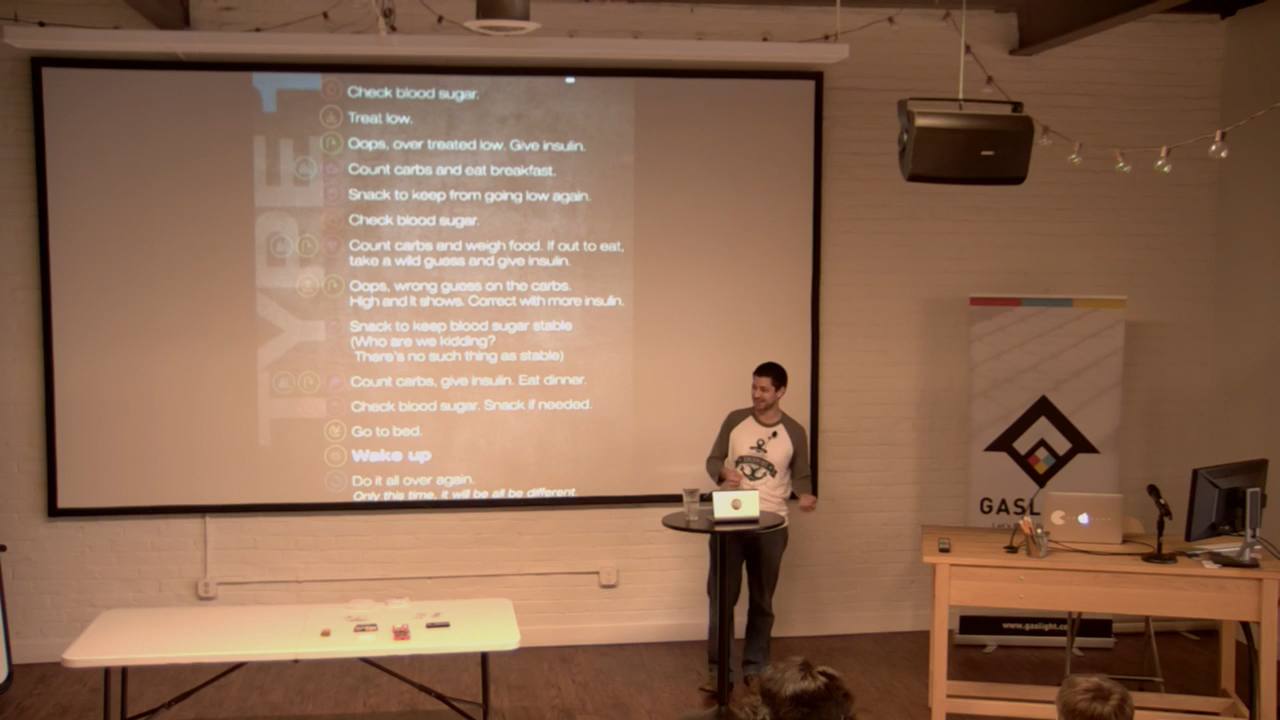 TYPE 1
Check blood sugar.
Treat low.
Oops, over treated low. Give insulin.
Count carbs and eat breakfast.
Snack to keep from going low again.
Check blood sugar.
Count carbs and weigh food. If out to eat,
take a wild guess and give insulin.
Oops, wrong guess on the carbs.
High and it shows. Correct with more insulin.
Snack to keep blood sugar stable
(Who are we kidding?
There's no such thing as stable)
Count carbs, give insulin. Eat dinner.
Check blood sugar. Snack if needed.
Go to bed.
Wake up
Do it all over again.
Only this time, it will be all be different.
GASL
Let's
www.gaslight.co